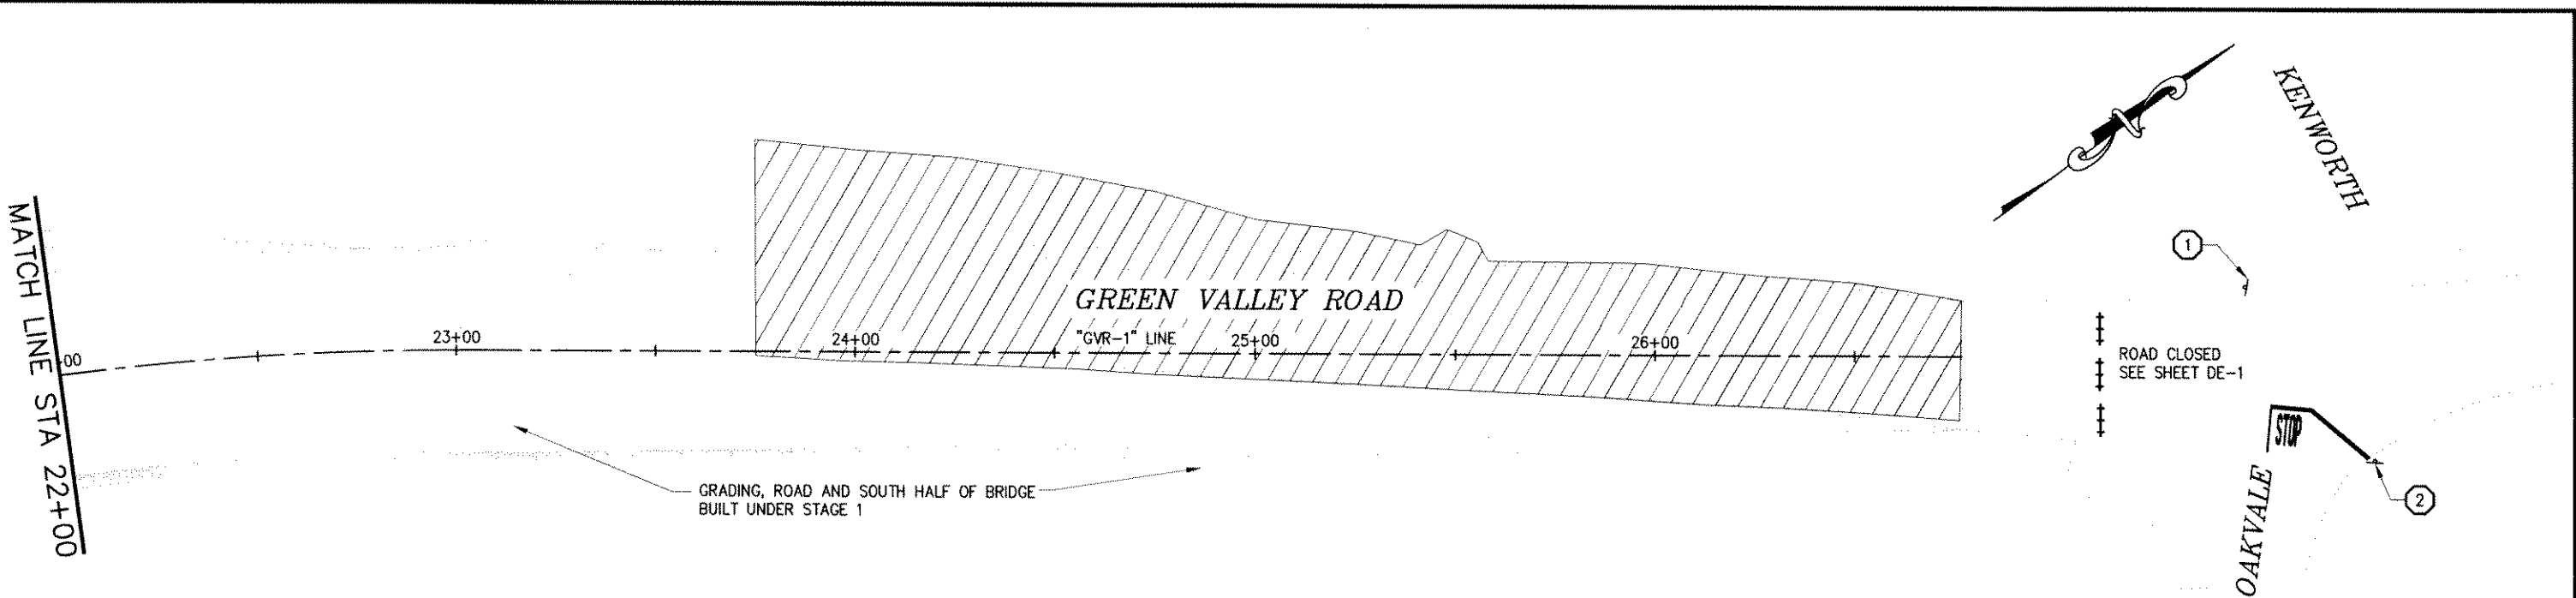 MATCH LINE STA 22+00
00
23+00
24+00
25+00
26+00
GREEN VALLEY ROAD
"GVR-1" LINE
GRADING, ROAD AND SOUTH HALF OF BRIDGE
BUILT UNDER STAGE 1
KENWORTH
1
ROAD CLOSED
SEE SHEET DE-1
STOP
OAKVALE
2